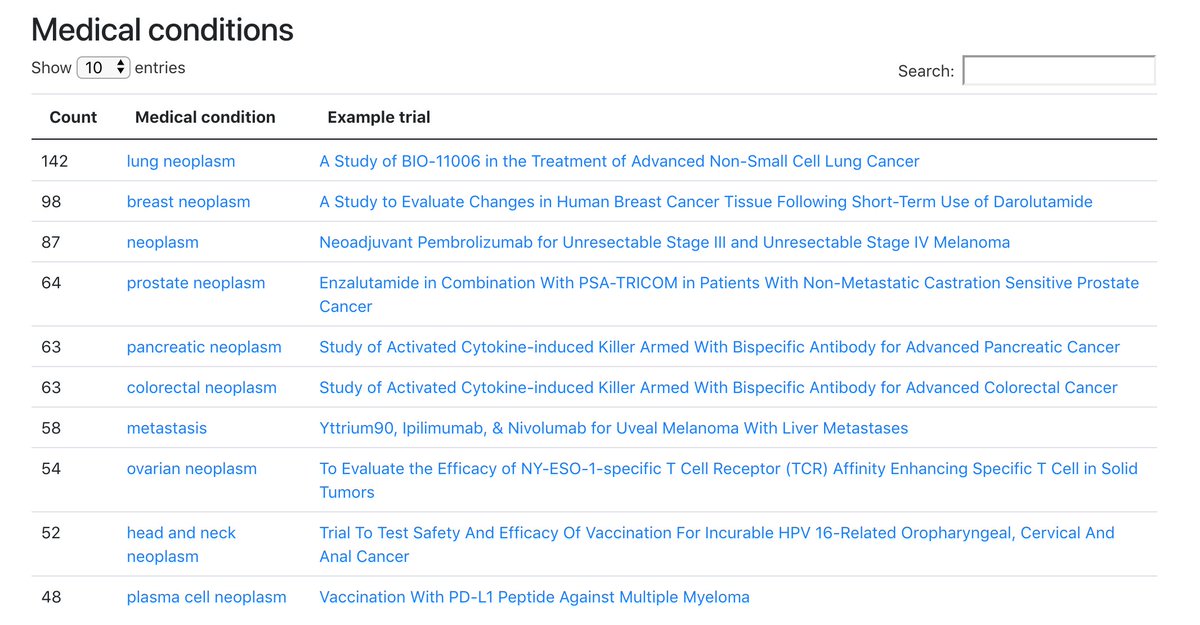 Medical conditions
Show 10 entries
Search:
Count Medical condition Example trial
142 lung neoplasm A Study of BIO-11006 in the Treatment of Advanced Non-Small Cell Lung Cancer
98 breast neoplasm A Study to Evaluate Changes in Human Breast Cancer Tissue Following Short-Term Use of Darolutamide
87 neoplasm Neoadjuvant Pembrolizumab for Unresectable Stage III and Unresectable Stage IV Melanoma
64 prostate neoplasm Enzalutamide in Combination With PSA-TRICOM in Patients With Non-Metastatic Castration Sensitive Prostate
Cancer
63 pancreatic neoplasm Study of Activated Cytokine-induced Killer Armed With Bispecific Antibody for Advanced Pancreatic Cancer
63 colorectal neoplasm Study of Activated Cytokine-induced Killer Armed With Bispecific Antibody for Advanced Colorectal Cancer
58 metastasis Yttrium90, Ipilimumab, & Nivolumab for Uveal Melanoma With Liver Metastases
54 ovarian neoplasm To Evaluate the Efficacy of NY-ESO-1-specific T Cell Receptor (TCR) Affinity Enhancing Specific T Cell in Solid
Tumors
52 head and neck Trial To Test Safety And Efficacy Of Vaccination For Incurable HPV 16-Related Oropharyngeal, Cervical And
neoplasm Anal Cancer
48 plasma cell neoplasm Vaccination With PD-L1 Peptide Against Multiple Myeloma